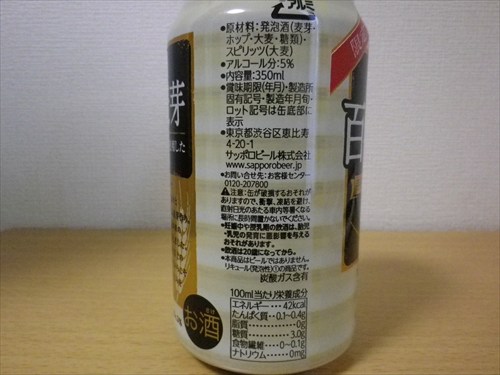 アルミ
•原材料:発泡酒(麦芽・
ホップ・大麦・糖類)・
スピリッツ(大麦)
•アルコール分:5%
•内容量:350ml
•賞味期限(年月)・製造所
固有記号・製造年月旬・
ロット記号は缶底部に
表示
•東京都渋谷区恵比寿
4-20-1
サッポロビール株式会社
www.sapporobeer.jp
•お問い合せ先:お客様センター
0120-207800
⚠注意:缶が破損するおそれが
ありますので、衝撃、凍結を避け、
直射日光のあたる車内等暑くなる
場所に長時間置かないでください。
•妊娠中や授乳期の飲酒は、胎児
・乳児の発育に悪影響を与える
おそれがあります。
•飲酒は20歳になってから。
•本商品はビールではありません。
リキュール(発泡性)①の商品です。
炭酸ガス含有
100ml当たり栄養成分
エネルギー……42kcal
たんぱく質…0.1~0.4g
脂質…………0g
糖質…………3.0g
食物繊維……0~0.1g
ナトリウム……0mg
芽
した
お酒
百